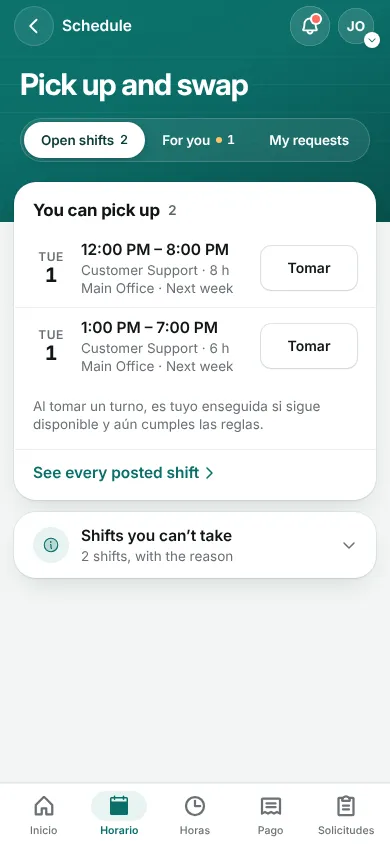 Schedule
JO
Pick up and swap
Open shifts 2
For you • 1
My requests
You can pick up 2
TUE
1
12:00 PM – 8:00 PM
Customer Support · 8 h
Main Office · Next week
Tomar
TUE
1
1:00 PM – 7:00 PM
Customer Support · 6 h
Main Office · Next week
Tomar
Al tomar un turno, es tuyo enseguida si sigue
disponible y aún cumples las reglas.
See every posted shift
Shifts you can’t take
2 shifts, with the reason
Inicio
Horario
Horas
Pago
Solicitudes